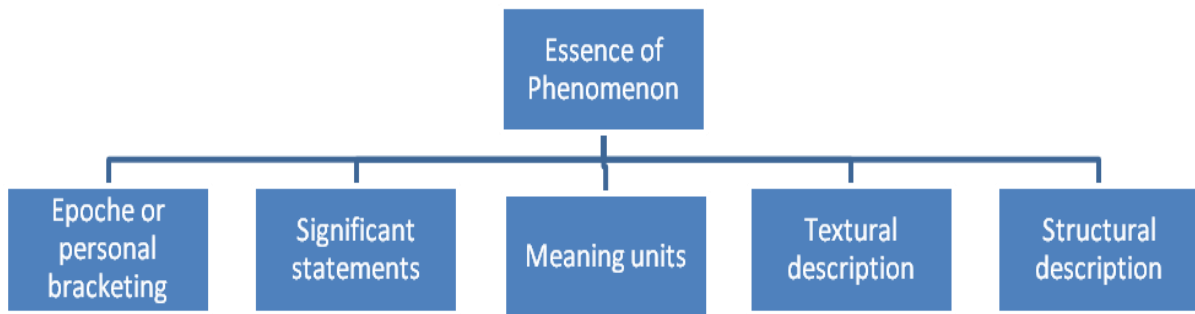 Essence of
Phenomenon
Epoche or
personal
bracketing
Significant
statements
Meaning units
Textural
description
Structural
description